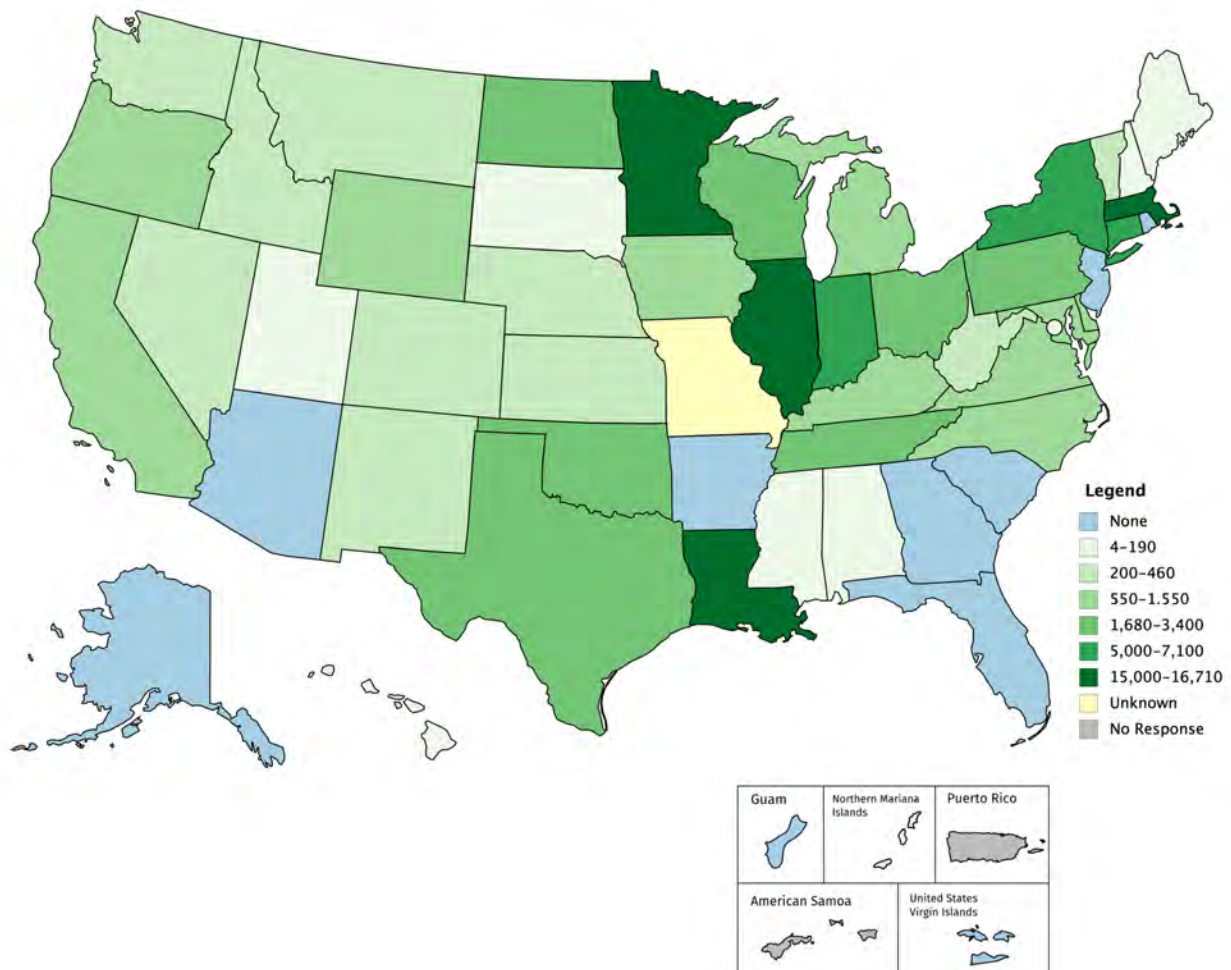 Legend
None
4–190
200–460
550–1.550
1,680–3,400
5,000–7,100
15,000–16,710
Unknown
No Response
Guam
Northern Mariana
Islands
Puerto Rico
American Samoa
United States
Virgin Islands